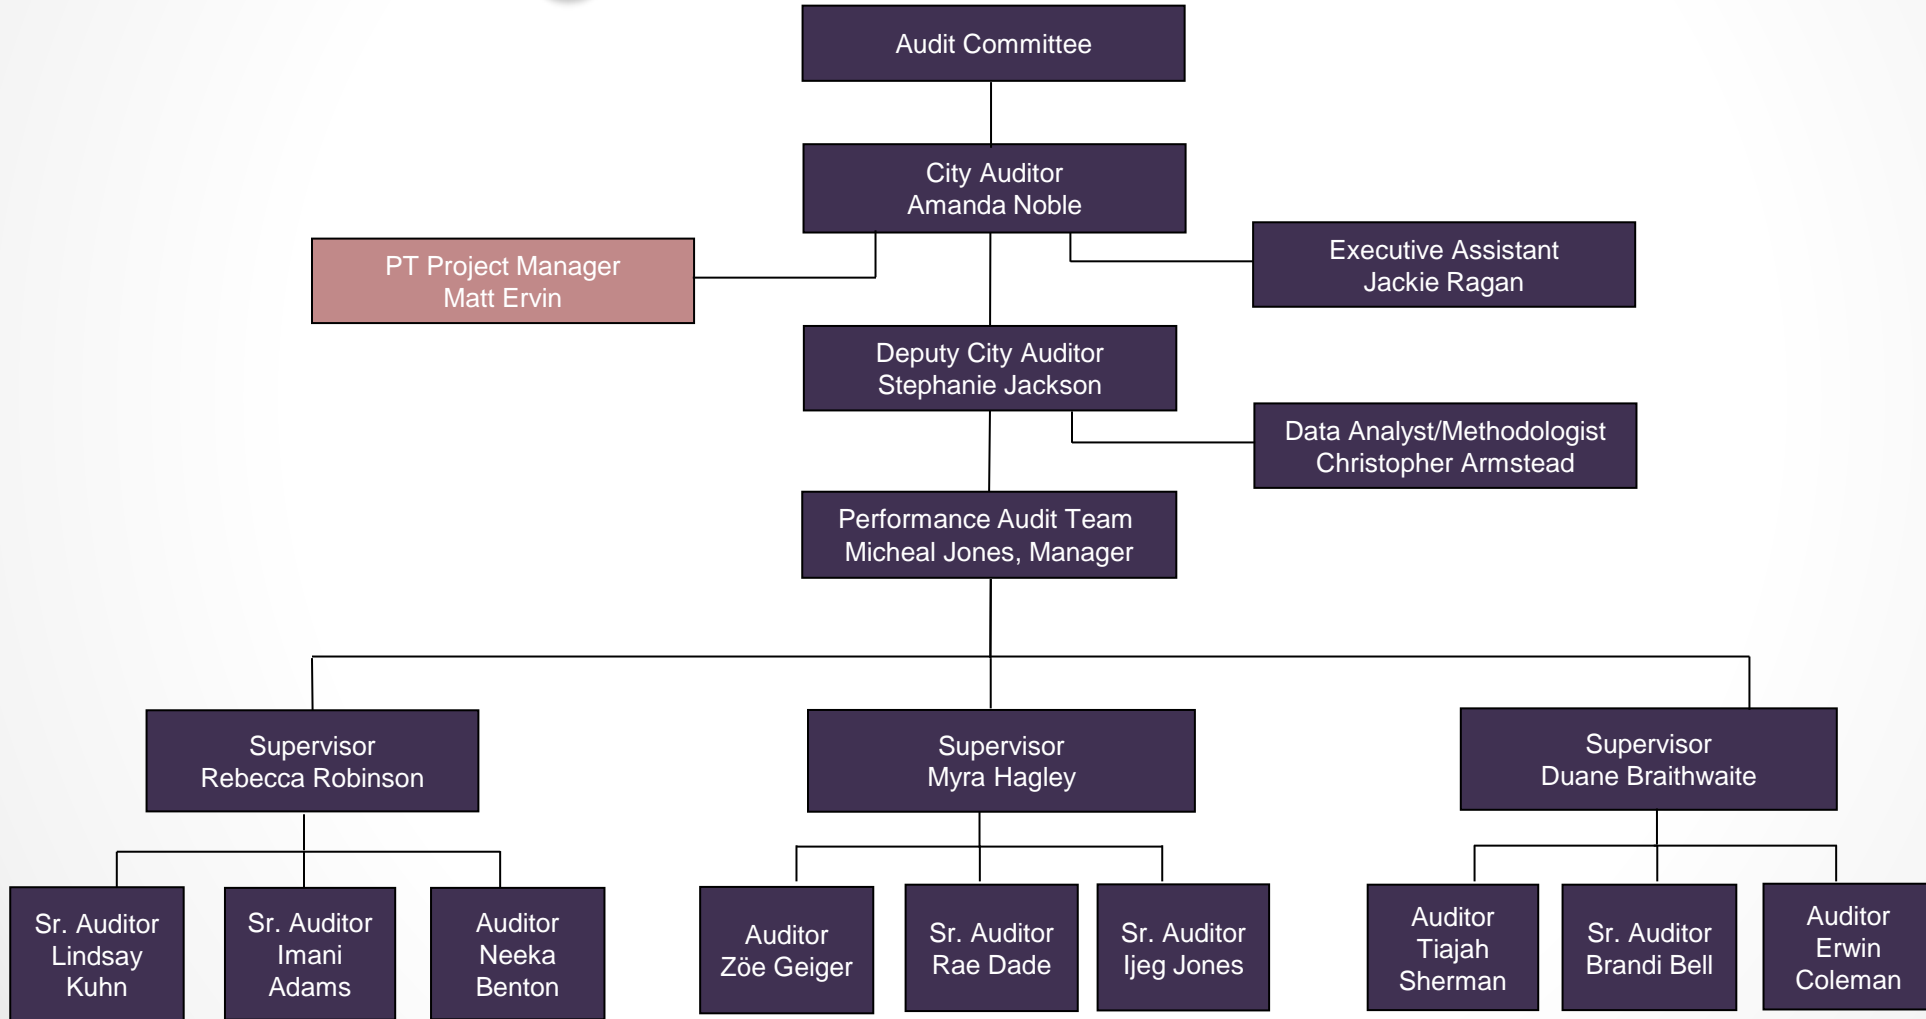 Audit Committee
City Auditor
Amanda Noble
PT Project Manager
Matt Ervin
Executive Assistant
Jackie Ragan
Deputy City Auditor
Stephanie Jackson
Data Analyst/Methodologist
Christopher Armstead
Performance Audit Team
Micheal Jones, Manager
Supervisor
Rebecca Robinson
Supervisor
Myra Hagley
Supervisor
Duane Braithwaite
Sr. Auditor
Lindsay
Kuhn
Sr. Auditor
Imani
Adams
Auditor
Neeka
Benton
Auditor
Zöe Geiger
Sr. Auditor
Rae Dade
Sr. Auditor
Ijeg Jones
Auditor
Tiajah
Sherman
Sr. Auditor
Brandi Bell
Auditor
Erwin
Coleman